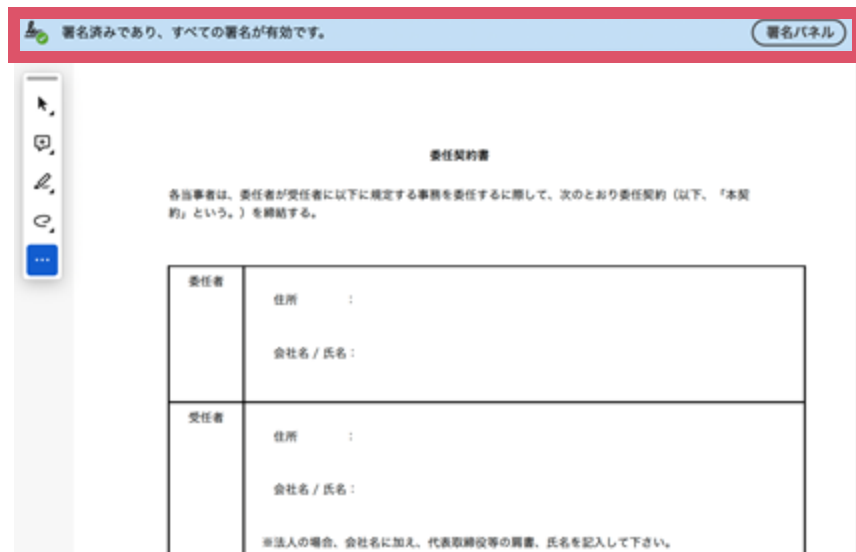 署名済みであり、すべての署名が有効です。
署名パネル
委任契約書
各当事者は、委任者が受任者に以下に規定する事務を委任するに際して、次のとおり委任契約（以下、「本契
約」という。）を締結する。
委任者
住所　　　：
会社名 / 氏名：
受任者
住所　　　：
会社名 / 氏名：
※法人の場合、会社名に加え、代表取締役等の肩書、氏名を記入して下さい。